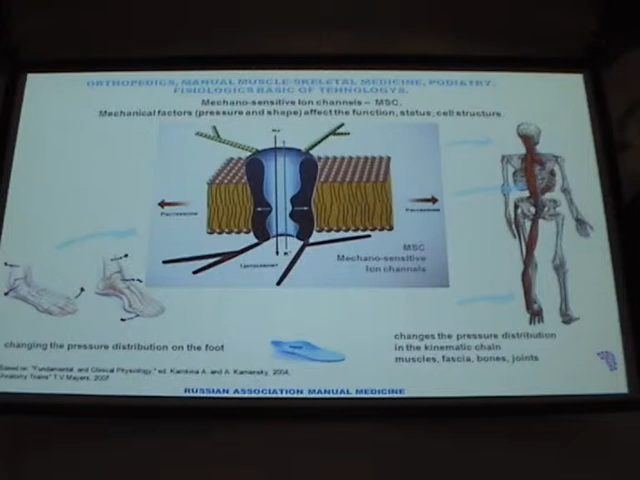 ORTHOPEDICS, MANUAL MUSCLE-SKELETAL MEDICINE, PODIATRY.
FISIOLOGICS BASIC OF TEHNOLOGYS.
Mechano-sensitive Ion channels – MSC.
Mechanical factors (pressure and shape) affect the function, status, cell structure
MSC
Mechano-sensitive
Ion channels
changing the pressure distribution on the foot
changes the pressure distribution
in the kinematic chain
muscles, fascia, bones, joints
Based on: "Fundamental and Clinical Physiology," ed. Kamkina A. and A. Kamensky, 2004,
"Anatomy Trains" T.V. Mayers, 2007
RUSSIAN ASSOCIATION MANUAL MEDICINE